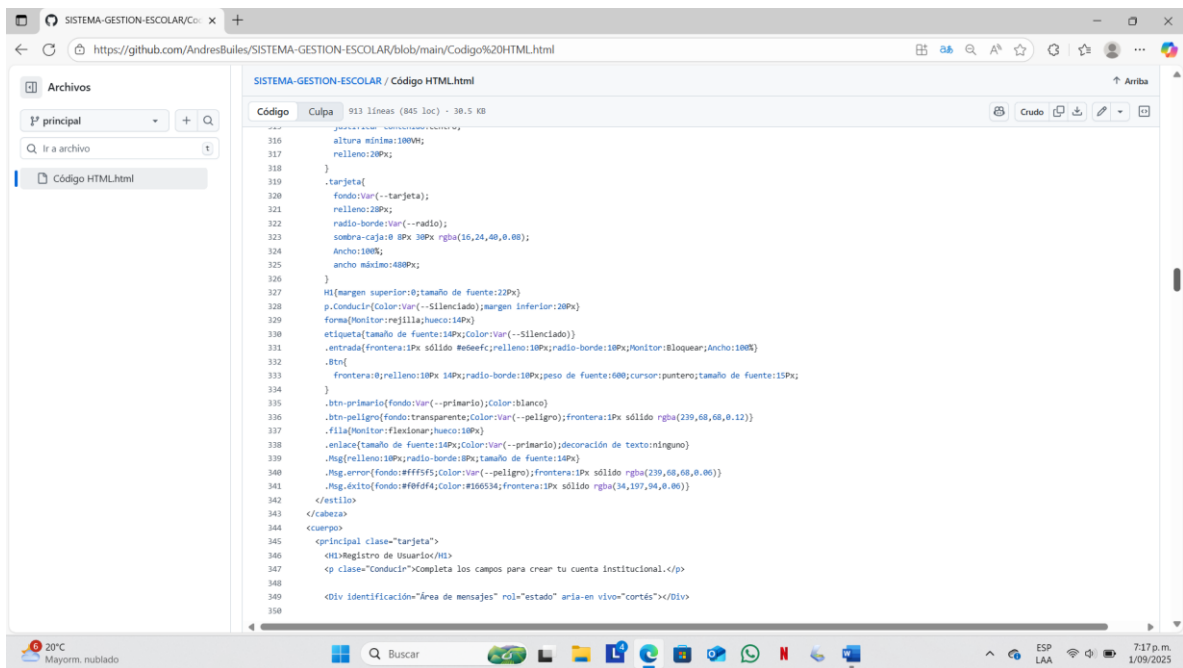 SISTEMA-GESTION-ESCOLAR/Coc
https://github.com/AndresBuiles/SISTEMA-GESTION-ESCOLAR/blob/main/Codigo%20HTML.html
Archivos
principal
Ir a archivo
t
Código HTML.html
SISTEMA-GESTION-ESCOLAR / Código HTML.html
Arriba
Código Culpa 913 líneas (845 loc) · 30.5 KB
Crudo
315 justificar contenido:centro;
316 altura mínima:100VH;
317 relleno:20Px;
318 }
319 .tarjeta{
320 fondo:Var(--tarjeta);
321 relleno:28Px;
322 radio-borde:Var(--radio);
323 sombra-caja:0 8Px 30Px rgba(16,24,40,0.08);
324 Ancho:100%;
325 ancho máximo:480Px;
326 }
327 H1{margen superior:0;tamaño de fuente:22Px}
328 p.Conducir{Color:Var(--Silenciado);margen inferior:20Px}
329 forma{Monitor:rejilla;hueco:14Px}
330 etiqueta{tamaño de fuente:14Px;Color:Var(--Silenciado)}
331 .entrada{frontera:1Px sólido #e6eefc;relleno:10Px;radio-borde:10Px;Monitor:Bloquear;Ancho:100%}
332 .Btn{
333 frontera:0;relleno:10Px 14Px;radio-borde:10Px;peso de fuente:600;cursor:puntero;tamaño de fuente:15Px;
334 }
335 .btn-primario{fondo:Var(--primario);Color:blanco}
336 .btn-peligro{fondo:transparente;Color:Var(--peligro);frontera:1Px sólido rgba(239,68,68,0.12)}
337 .fila{Monitor:flexionar;hueco:10Px}
338 .enlace{tamaño de fuente:14Px;Color:Var(--primario);decoración de texto:ninguno}
339 .Msg{relleno:10Px;radio-borde:8Px;tamaño de fuente:14Px}
340 .Msg.error{fondo:#fff5f5;Color:Var(--peligro);frontera:1Px sólido rgba(239,68,68,0.06)}
341 .Msg.éxito{fondo:#f0fdf4;Color:#166534;frontera:1Px sólido rgba(34,197,94,0.06)}
342 </estilo>
343 </cabeza>
344 <cuerpo>
345 <principal clase="tarjeta">
346 <H1>Registro de Usuario</H1>
347 <p clase="Conducir">Completa los campos para crear tu cuenta institucional.</p>
348
349 <Div identificación="Área de mensajes" rol="estado" aria-en vivo="cortés"></Div>
350
6
20°C
Mayorm. nublado
Buscar
ESP
LAA
7:17 p.m.
1/09/2025